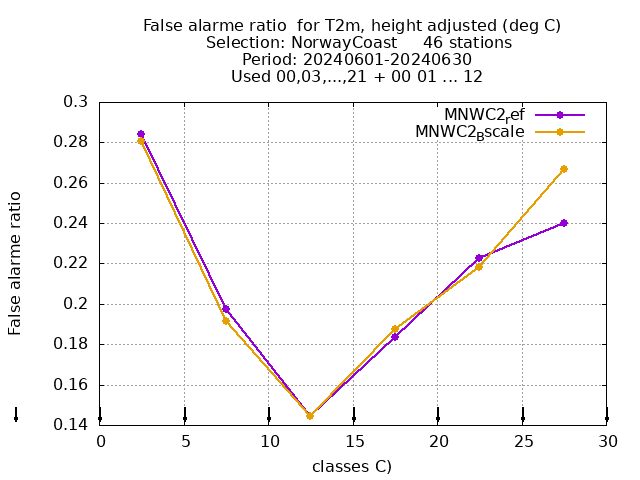 False alarme ratio  for T2m, height adjusted (deg C)
Selection: NorwayCoast     46 stations
Period: 20240601-20240630
Used 00,03,...,21 + 00 01 ... 12
MNWC2ref
MNWC2Bscale
0.3
0.28
0.26
0.24
0.22
0.2
0.18
0.16
0.14
False alarme ratio
0 5 10 15 20 25 30
classes C)